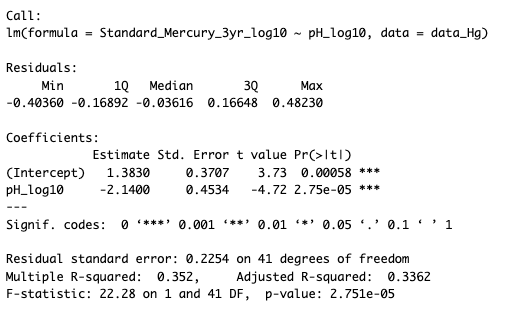 Call:
lm(formula = Standard_Mercury_3yr_log10 ~ pH_log10, data = data_Hg)
Residuals:
Min 1Q Median 3Q Max
-0.40360 -0.16892 -0.03616 0.16648 0.48230
Coefficients:
Estimate Std. Error t value Pr(>|t|)
(Intercept) 1.3830 0.3707 3.73 0.00058 ***
pH_log10 -2.1400 0.4534 -4.72 2.75e-05 ***
---
Signif. codes: 0 ‘***’ 0.001 ‘**’ 0.01 ‘*’ 0.05 ‘.’ 0.1 ‘ ’ 1
Residual standard error: 0.2254 on 41 degrees of freedom
Multiple R-squared: 0.352, Adjusted R-squared: 0.3362
F-statistic: 22.28 on 1 and 41 DF, p-value: 2.751e-05